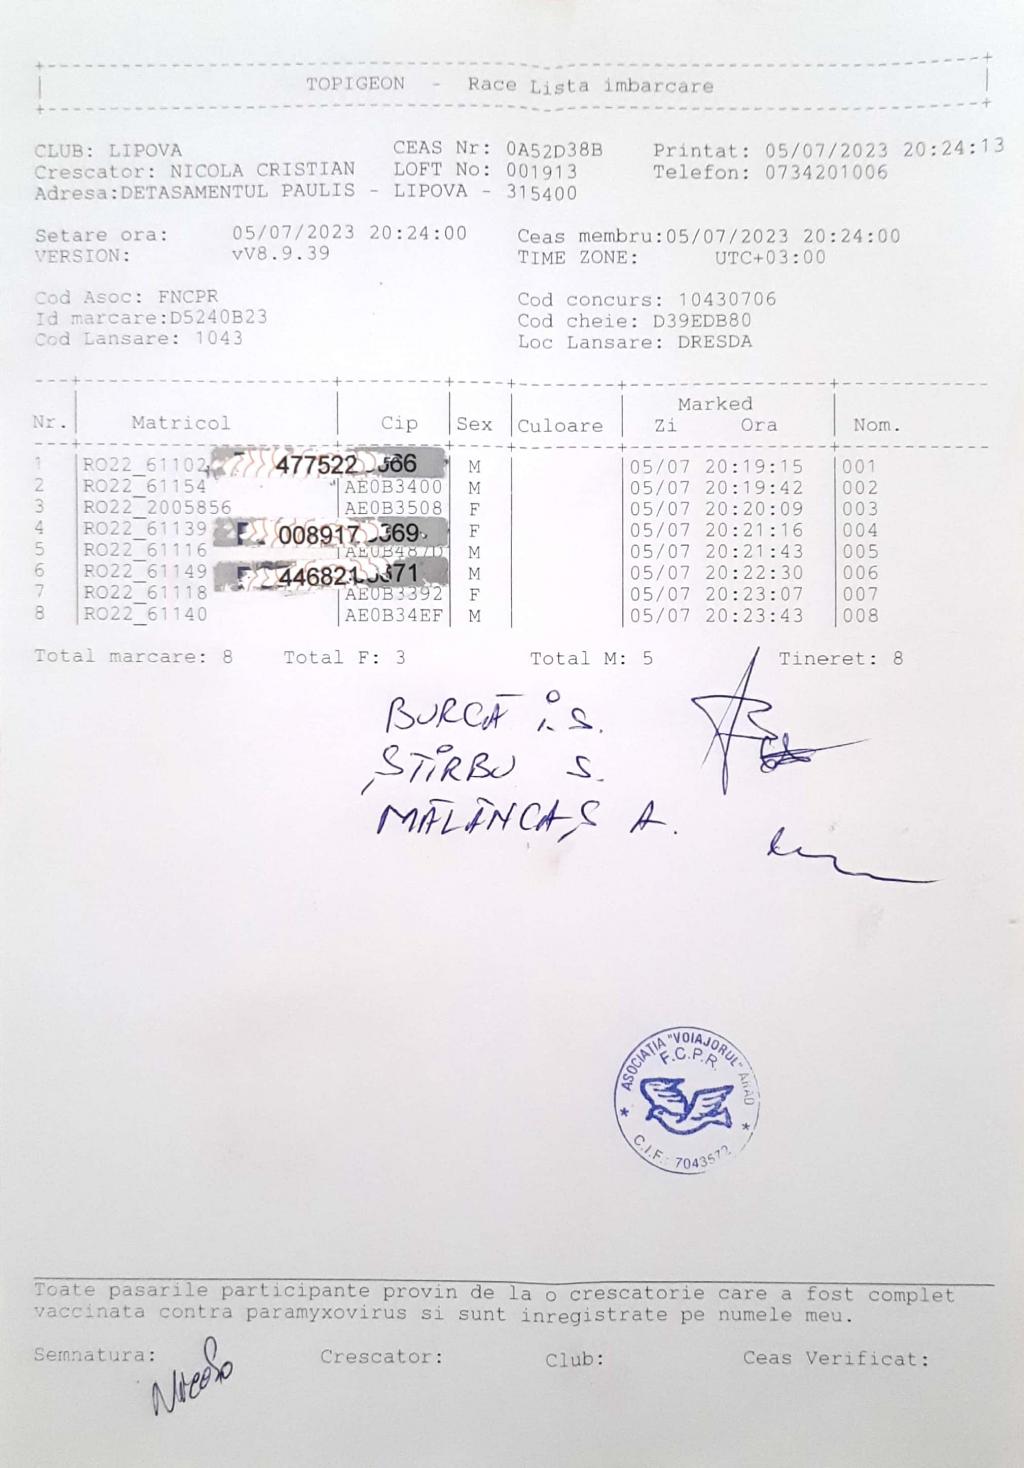 TOPIGEON - Race Lista imbarcare
CLUB: LIPOVA CEAS Nr: 0A52D38B Printat: 05/07/2023 20:24:13
Crescator: NICOLA CRISTIAN LOFT No: 001913 Telefon: 0734201006
Adresa:DETASAMENTUL PAULIS - LIPOVA - 315400
Setare ora: 05/07/2023 20:24:00 Ceas membru:05/07/2023 20:24:00
VERSION: vV8.9.39 TIME ZONE: UTC+03:00
Cod Asoc: FNCPR Cod concurs: 10430706
Id marcare:D5240B23 Cod cheie: D39EDB80
Cod Lansare: 1043 Loc Lansare: DRESDA
Marked
Nr. Matricol Cip Sex Culoare Zi Ora Nom.
1 RO22_61102 477522 566 M 05/07 20:19:15 001
2 RO22_61154 AE0B3400 M 05/07 20:19:42 002
3 RO22_2005856 AE0B3508 F 05/07 20:20:09 003
4 RO22_61139 008917 569 F 05/07 20:21:16 004
5 RO22_61116 AE0B487D M 05/07 20:21:43 005
6 RO22_61149 M 05/07 20:22:30 006
7 RO22_61118 AE0B3392 F 05/07 20:23:07 007
8 RO22_61140 AE0B34EF M 05/07 20:23:43 008
Total marcare: 8 Total F: 3 Total M: 5 Tineret: 8
BURCĂ I.S.
ȘTIRBU S.
MĂLĂNCAȘ A.
ASOCIATIA "VOIAJORUL" ARAD
F.C.P.R.
C.I.F.: 7043572
Toate pasarile participante provin de la o crescatorie care a fost complet
vaccinata contra paramyxovirus si sunt inregistrate pe numele meu.
Semnatura: Crescator: Club: Ceas Verificat: